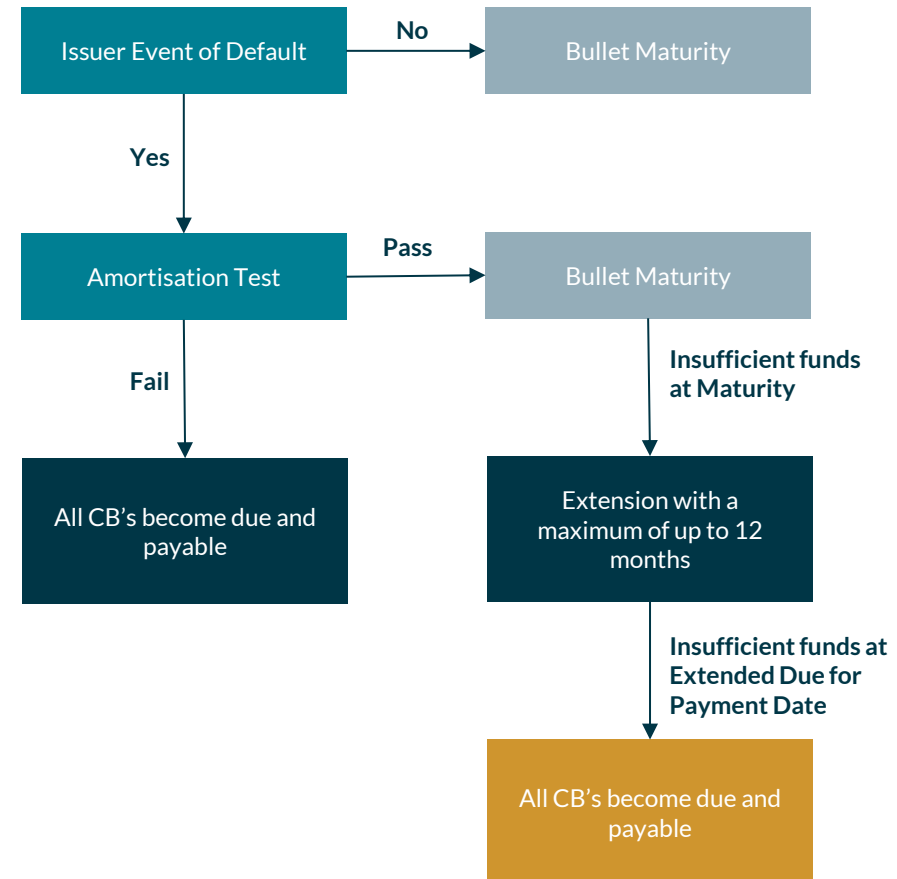 Issuer Event of Default
No
Bullet Maturity
Yes
Amortisation Test
Pass
Bullet Maturity
Fail
Insufficient funds
at Maturity
All CB’s become due and
payable
Extension with a
maximum of up to 12
months
Insufficient funds at
Extended Due for
Payment Date
All CB’s become due and
payable